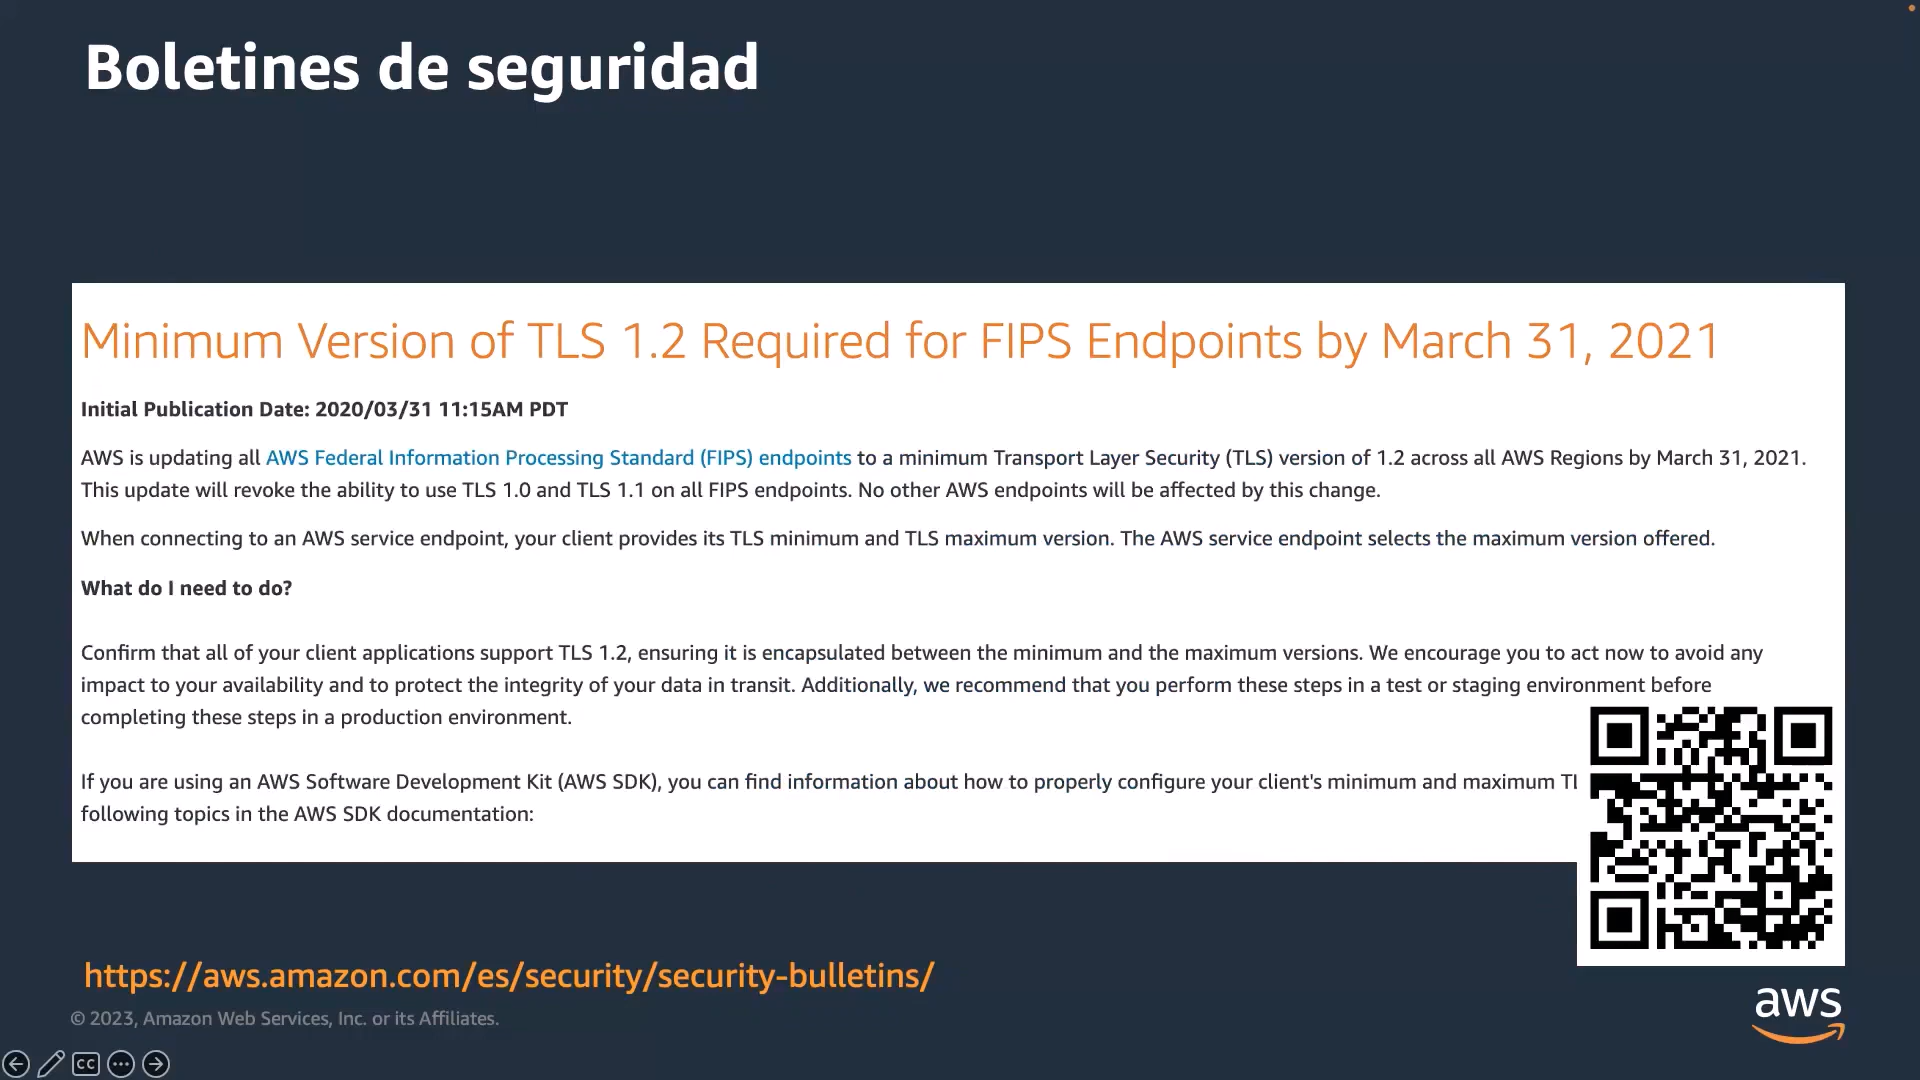 Boletines de seguridad
Minimum Version of TLS 1.2 Required for FIPS Endpoints by March 31, 2021
Initial Publication Date: 2020/03/31 11:15AM PDT
AWS is updating all AWS Federal Information Processing Standard (FIPS) endpoints to a minimum Transport Layer Security (TLS) version of 1.2 across all AWS Regions by March 31, 2021.
This update will revoke the ability to use TLS 1.0 and TLS 1.1 on all FIPS endpoints. No other AWS endpoints will be affected by this change.
When connecting to an AWS service endpoint, your client provides its TLS minimum and TLS maximum version. The AWS service endpoint selects the maximum version offered.
What do I need to do?
Confirm that all of your client applications support TLS 1.2, ensuring it is encapsulated between the minimum and the maximum versions. We encourage you to act now to avoid any
impact to your availability and to protect the integrity of your data in transit. Additionally, we recommend that you perform these steps in a test or staging environment before
completing these steps in a production environment.
If you are using an AWS Software Development Kit (AWS SDK), you can find information about how to properly configure your client's minimum and maximum
following topics in the AWS SDK documentation:
https://aws.amazon.com/es/security/security-bulletins/
© 2023, Amazon Web Services, Inc. or its Affiliates.
aws
CC